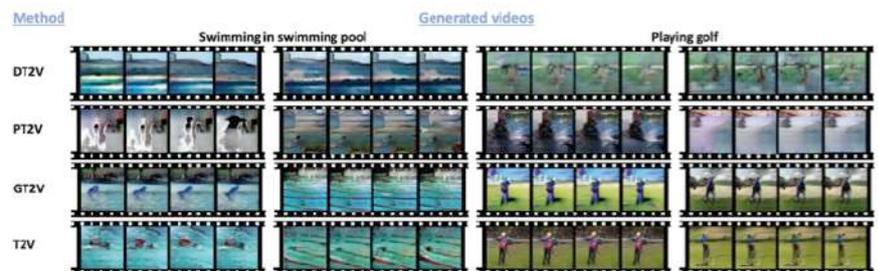 Method Generated videos
Swimming in swimming pool Playing golf
DT2V
PT2V
GT2V
T2V